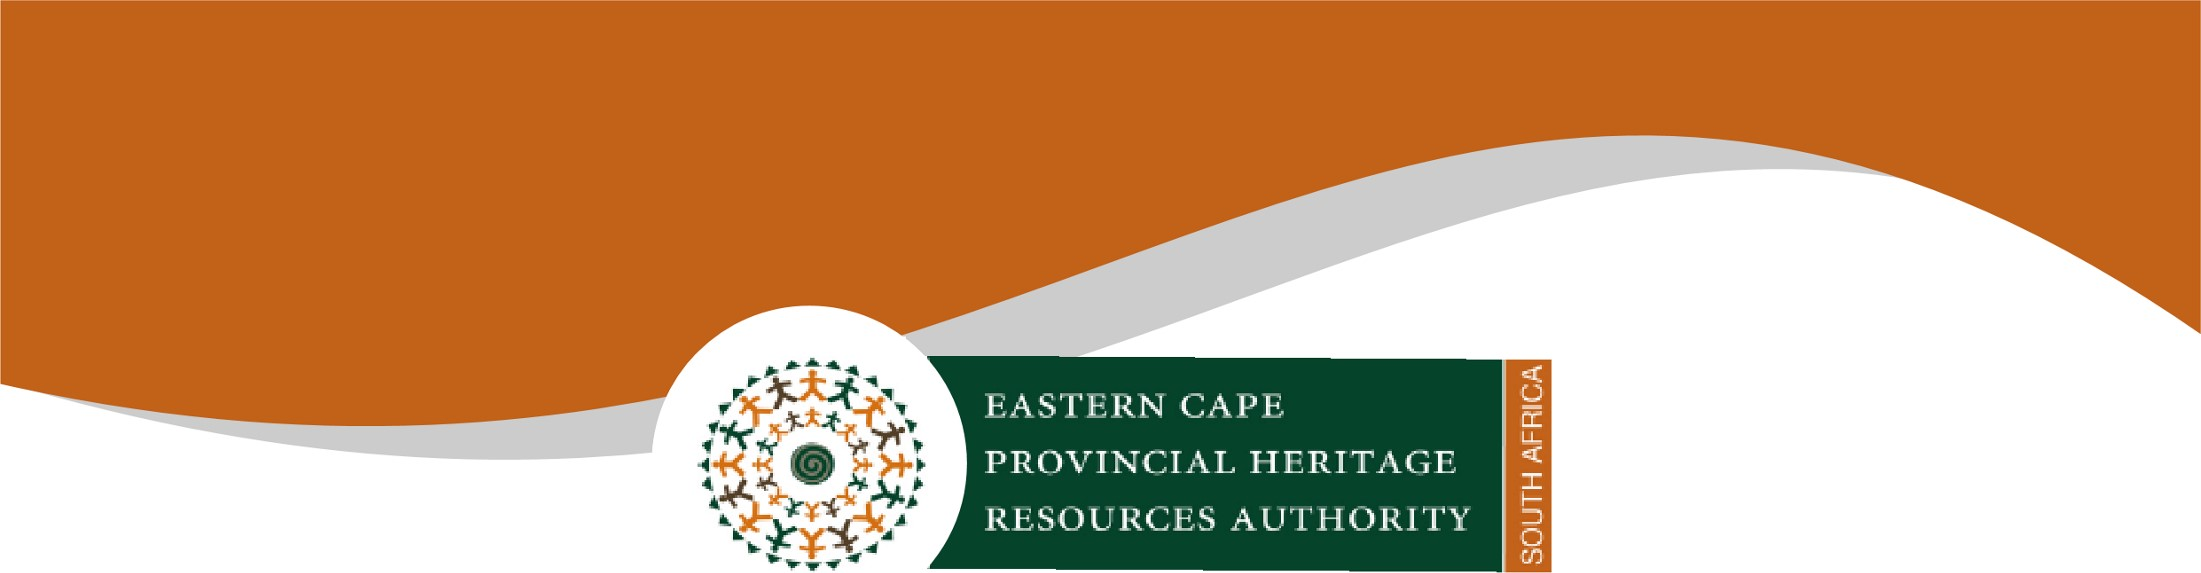 EASTERN CAPE
PROVINCIAL HERITAGE
RESOURCES AUTHORITY
SOUTH AFRICA